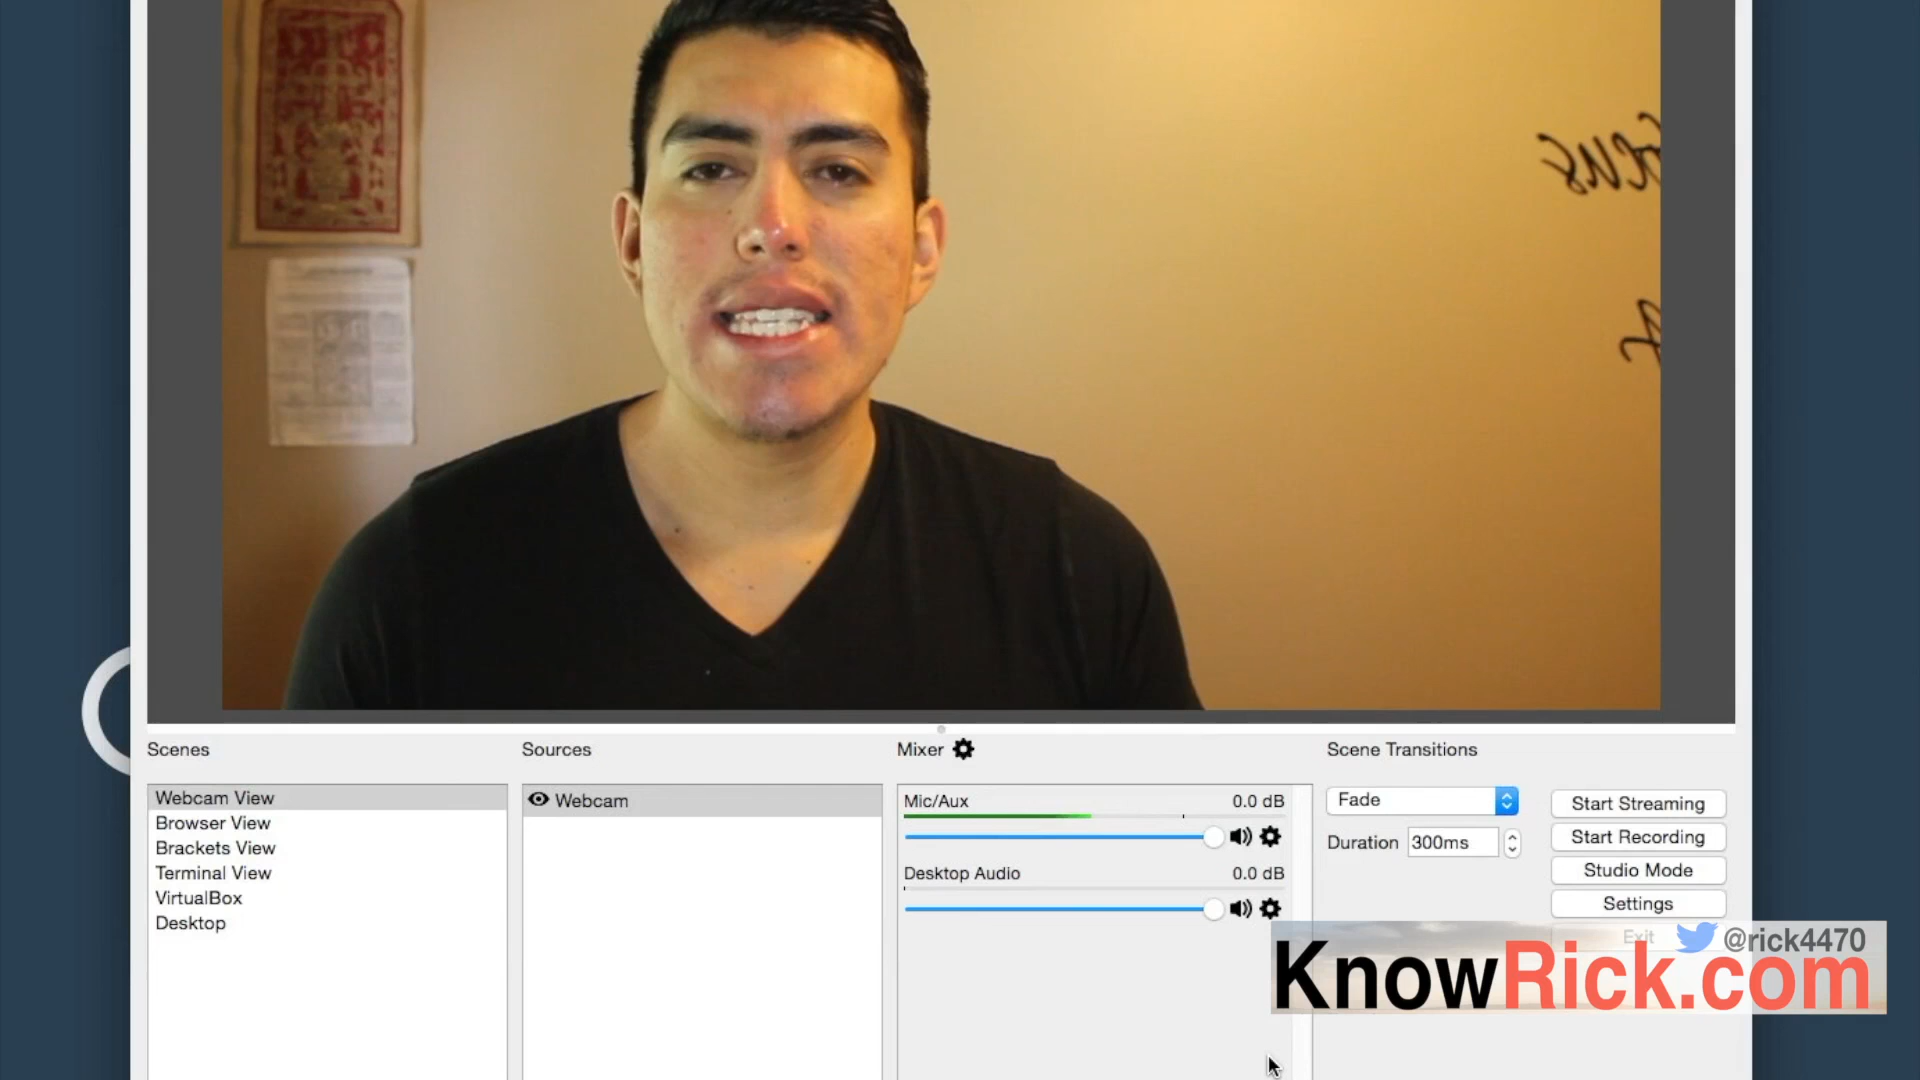 Scenes
Sources
Mixer
Scene Transitions
Webcam View
Browser View
Brackets View
Terminal View
VirtualBox
Desktop
Webcam
Mic/Aux 0.0 dB
Desktop Audio 0.0 dB
Fade
Duration 300ms
Start Streaming
Start Recording
Studio Mode
Settings
Exit
@rick4470
KnowRick.com